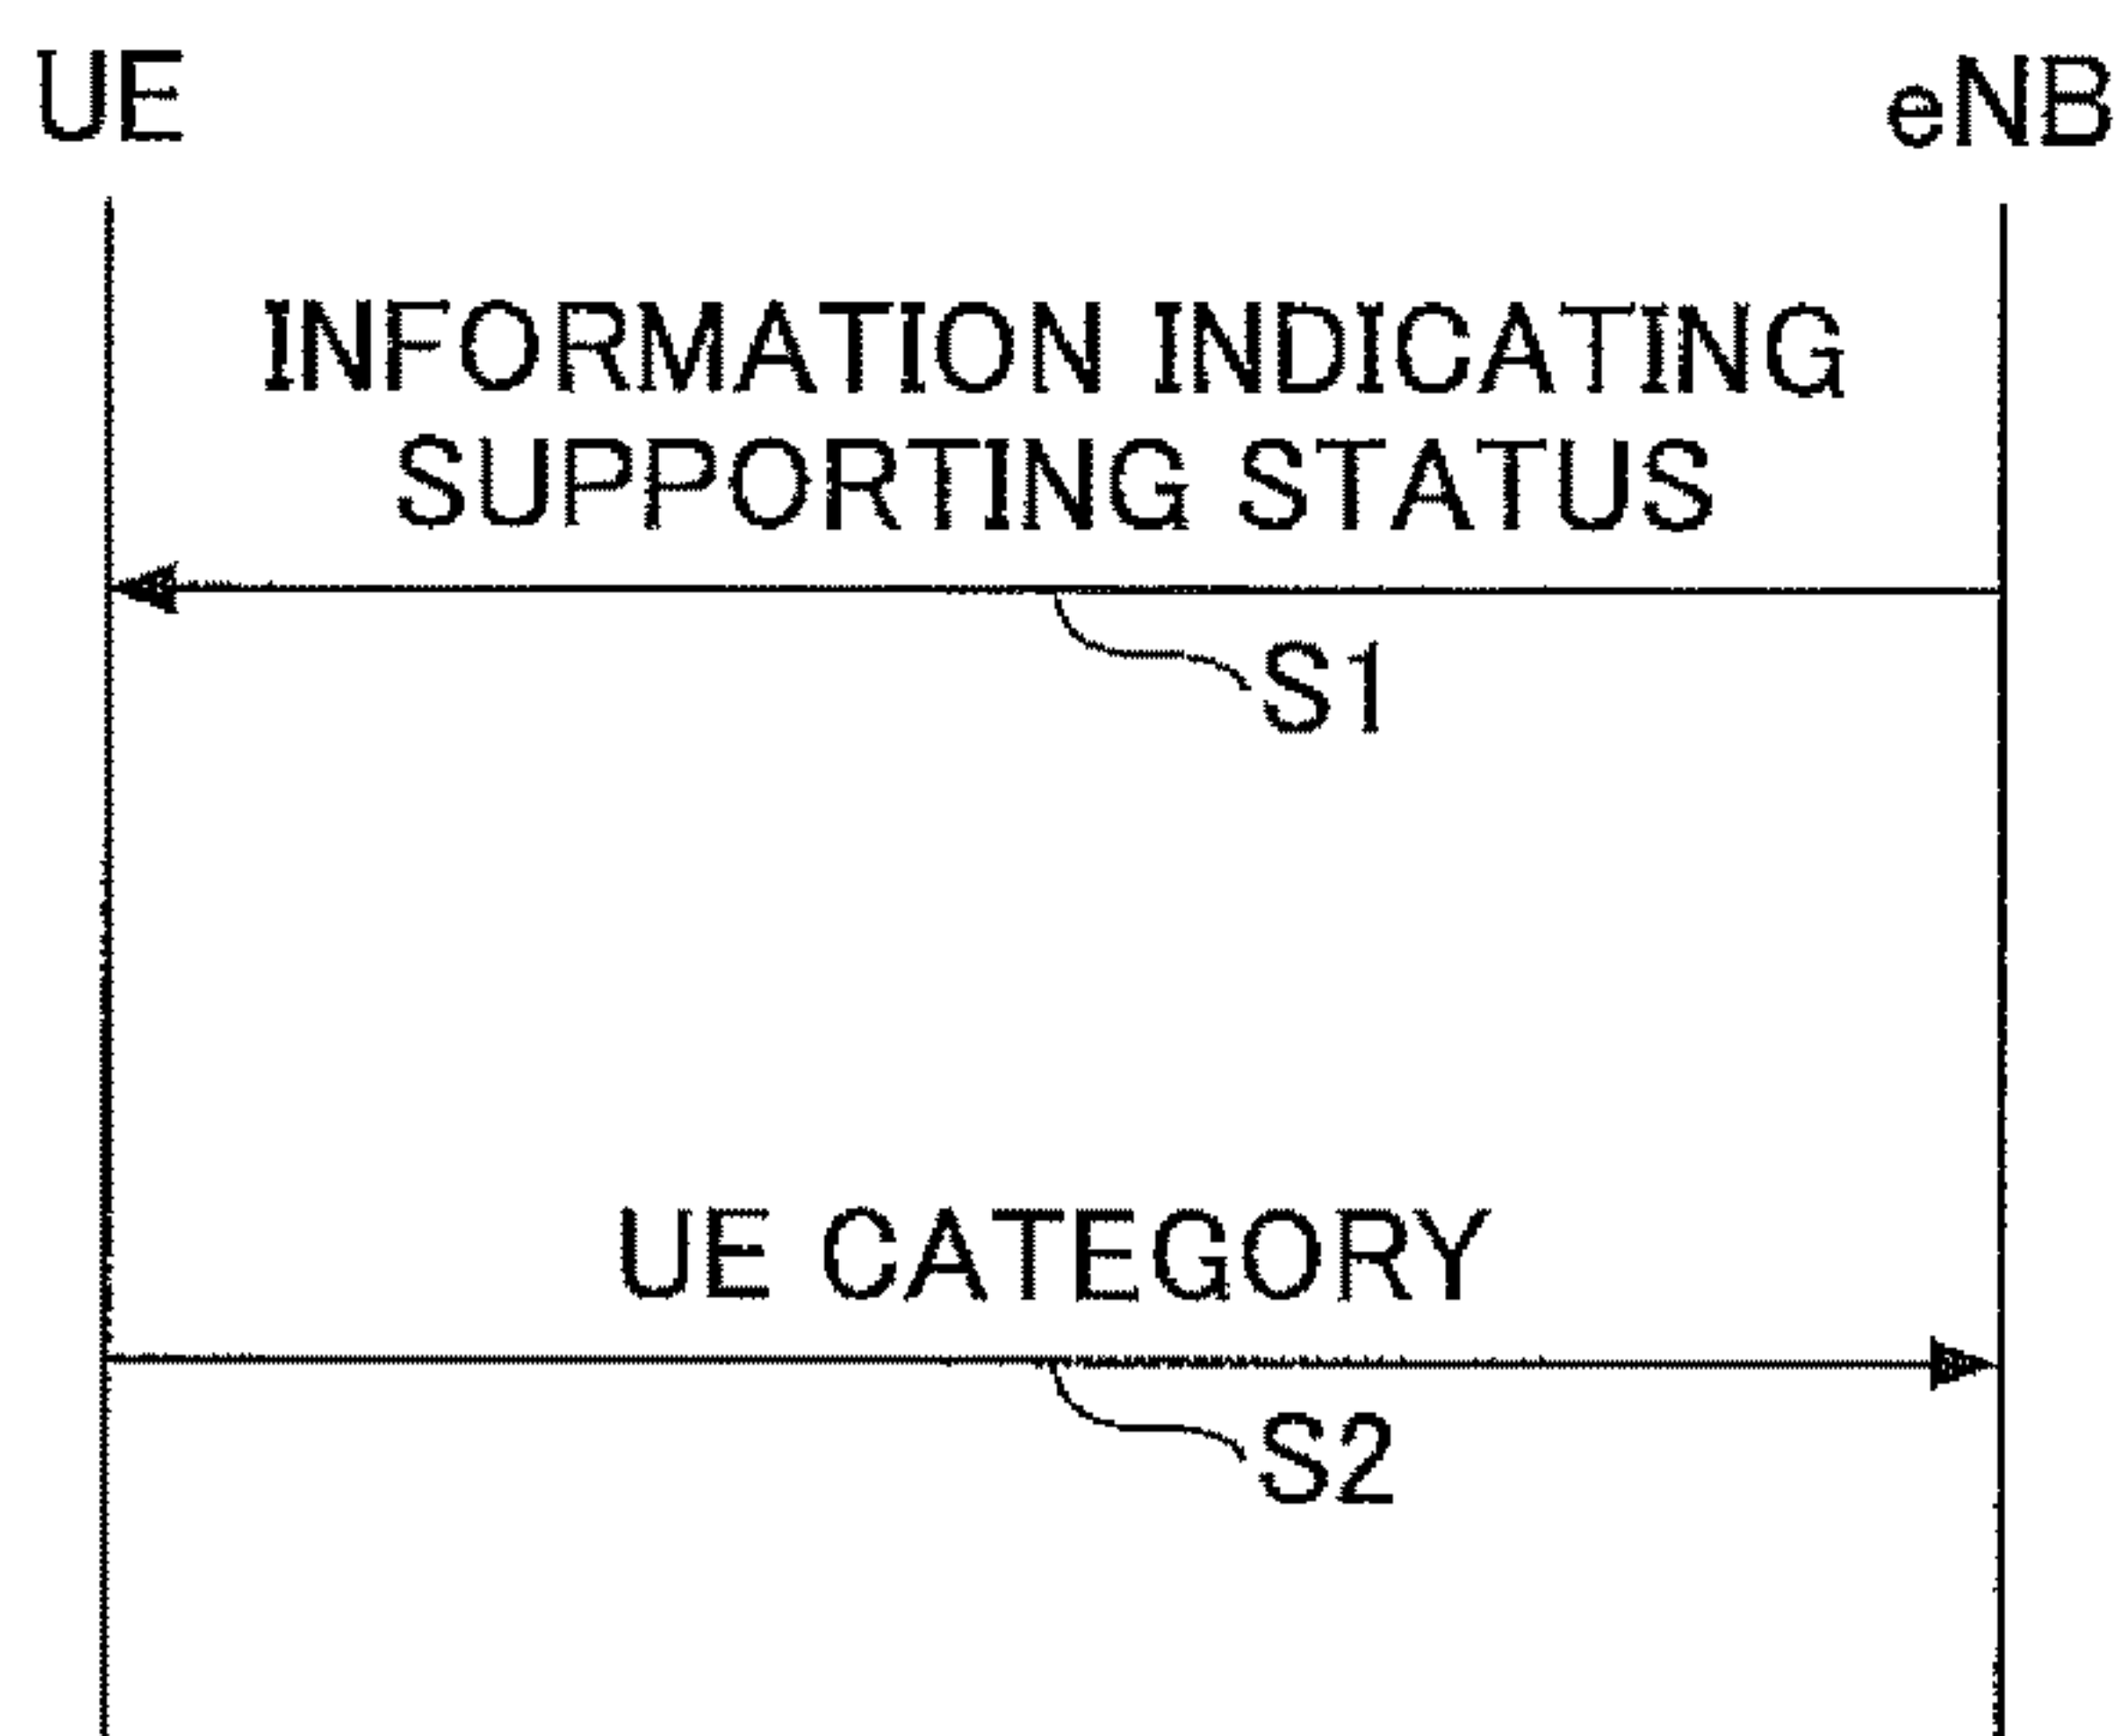 UE
eNB
INFORMATION INDICATING
SUPPORTING STATUS
S1
UE CATEGORY
S2